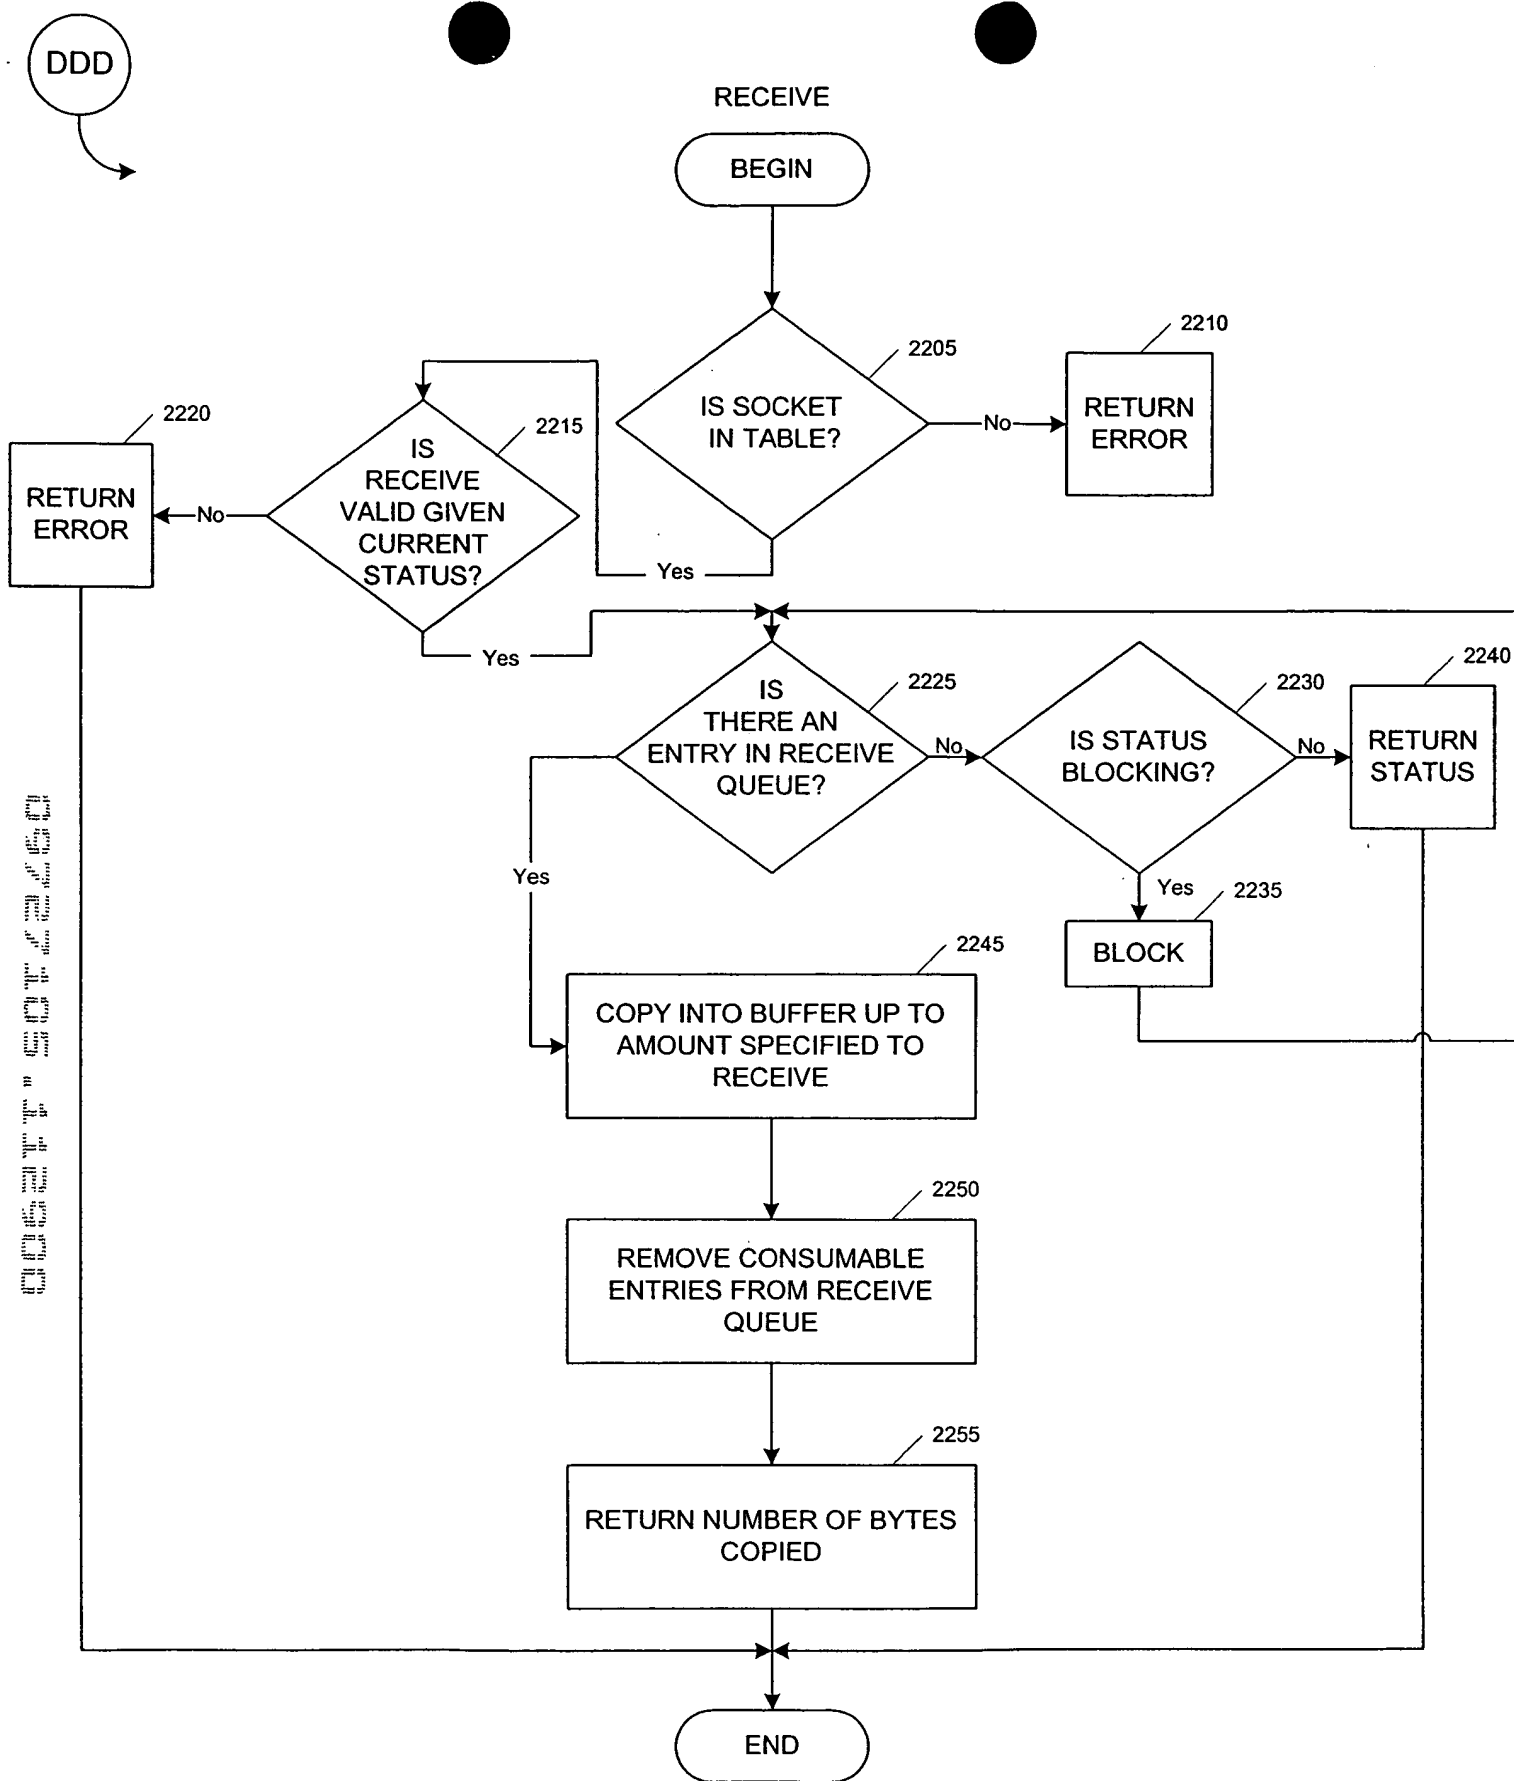 DDD
RECEIVE
BEGIN
2205
IS SOCKET
IN TABLE?
No
2210
RETURN
ERROR
Yes
2215
IS
RECEIVE
VALID GIVEN
CURRENT
STATUS?
No
2220
RETURN
ERROR
Yes
2225
IS
THERE AN
ENTRY IN RECEIVE
QUEUE?
No
2230
IS STATUS
BLOCKING?
No
2240
RETURN
STATUS
Yes
2235
BLOCK
Yes
2245
COPY INTO BUFFER UP TO
AMOUNT SPECIFIED TO
RECEIVE
2250
REMOVE CONSUMABLE
ENTRIES FROM RECEIVE
QUEUE
2255
RETURN NUMBER OF BYTES
COPIED
END
09727105.112900